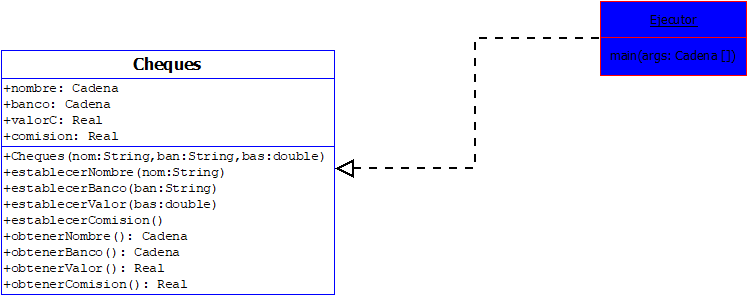 Ejecutor
main(args: Cadena [])
Cheques
+nombre: Cadena
+banco: Cadena
+valorC: Real
+comision: Real
+Cheques(nom:String,ban:String,bas:double)
+establecerNombre(nom:String)
+establecerBanco(ban:String)
+establecerValor(bas:double)
+establecerComision()
+obtenerNombre(): Cadena
+obtenerBanco(): Cadena
+obtenerValor(): Real
+obtenerComision(): Real